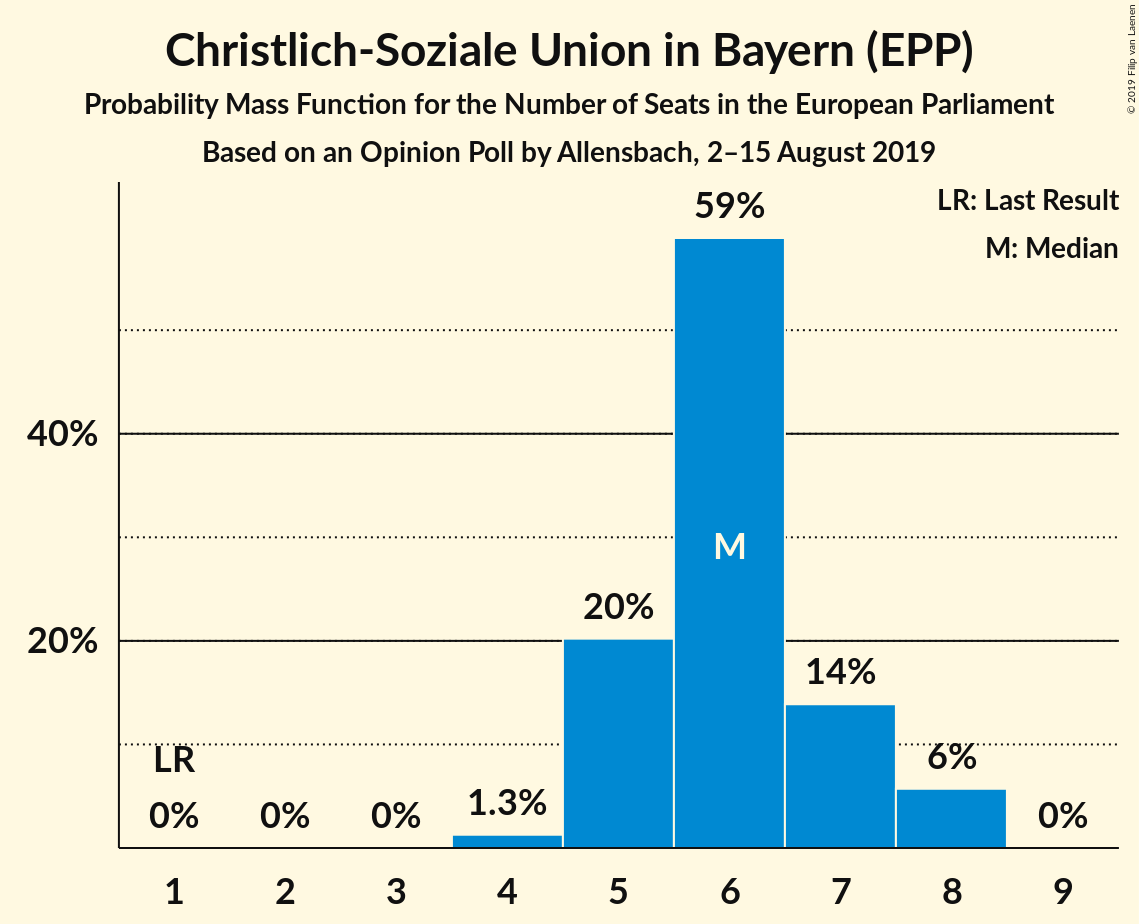 Christlich-Soziale Union in Bayern (EPP)
Probability Mass Function for the Number of Seats in the European Parliament
Based on an Opinion Poll by Allensbach, 2–15 August 2019
© 2019 Filip van Laenen
LR: Last Result
M: Median
59%
40%
M
20%
20%
14%
LR
6%
0%
0%
0%
1.3%
0%
1 2 3 4 5 6 7 8 9